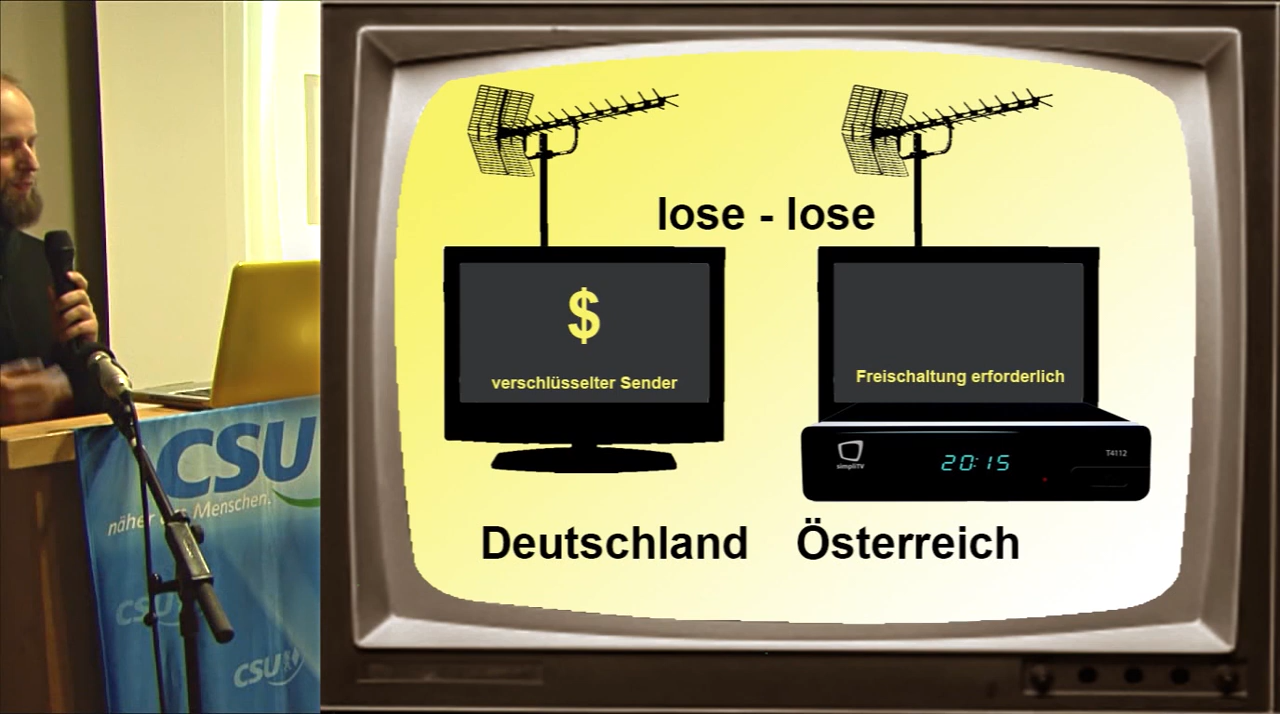 lose - lose
$
verschlüsselter Sender
Freischaltung erforderlich
simpliTV
20:15
T4112
Deutschland
Österreich
CSU
näher am Menschen.
CSU
CSU